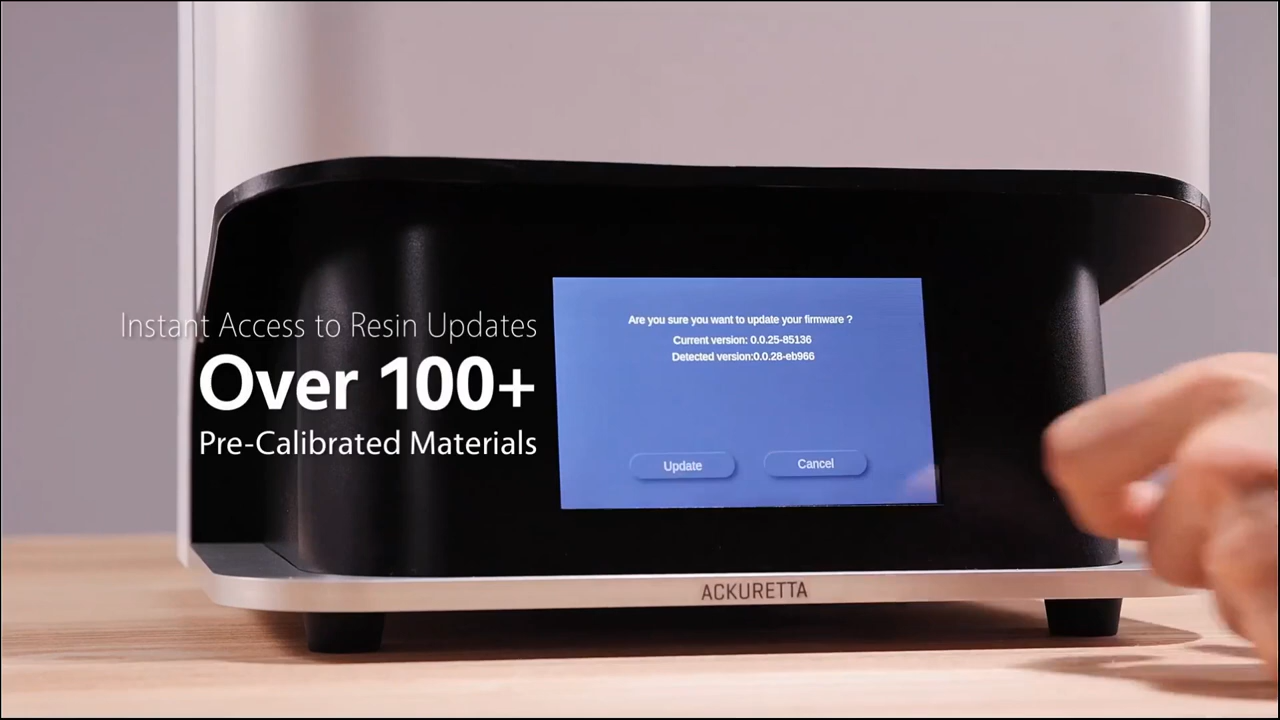 Instant Access to Resin Updates
Over 100+
Pre-Calibrated Materials
Are you sure you want to update your firmware ?
Current version: 0.0.25-85136
Detected version:0.0.28-eb966
Update
Cancel
ACKURETTA